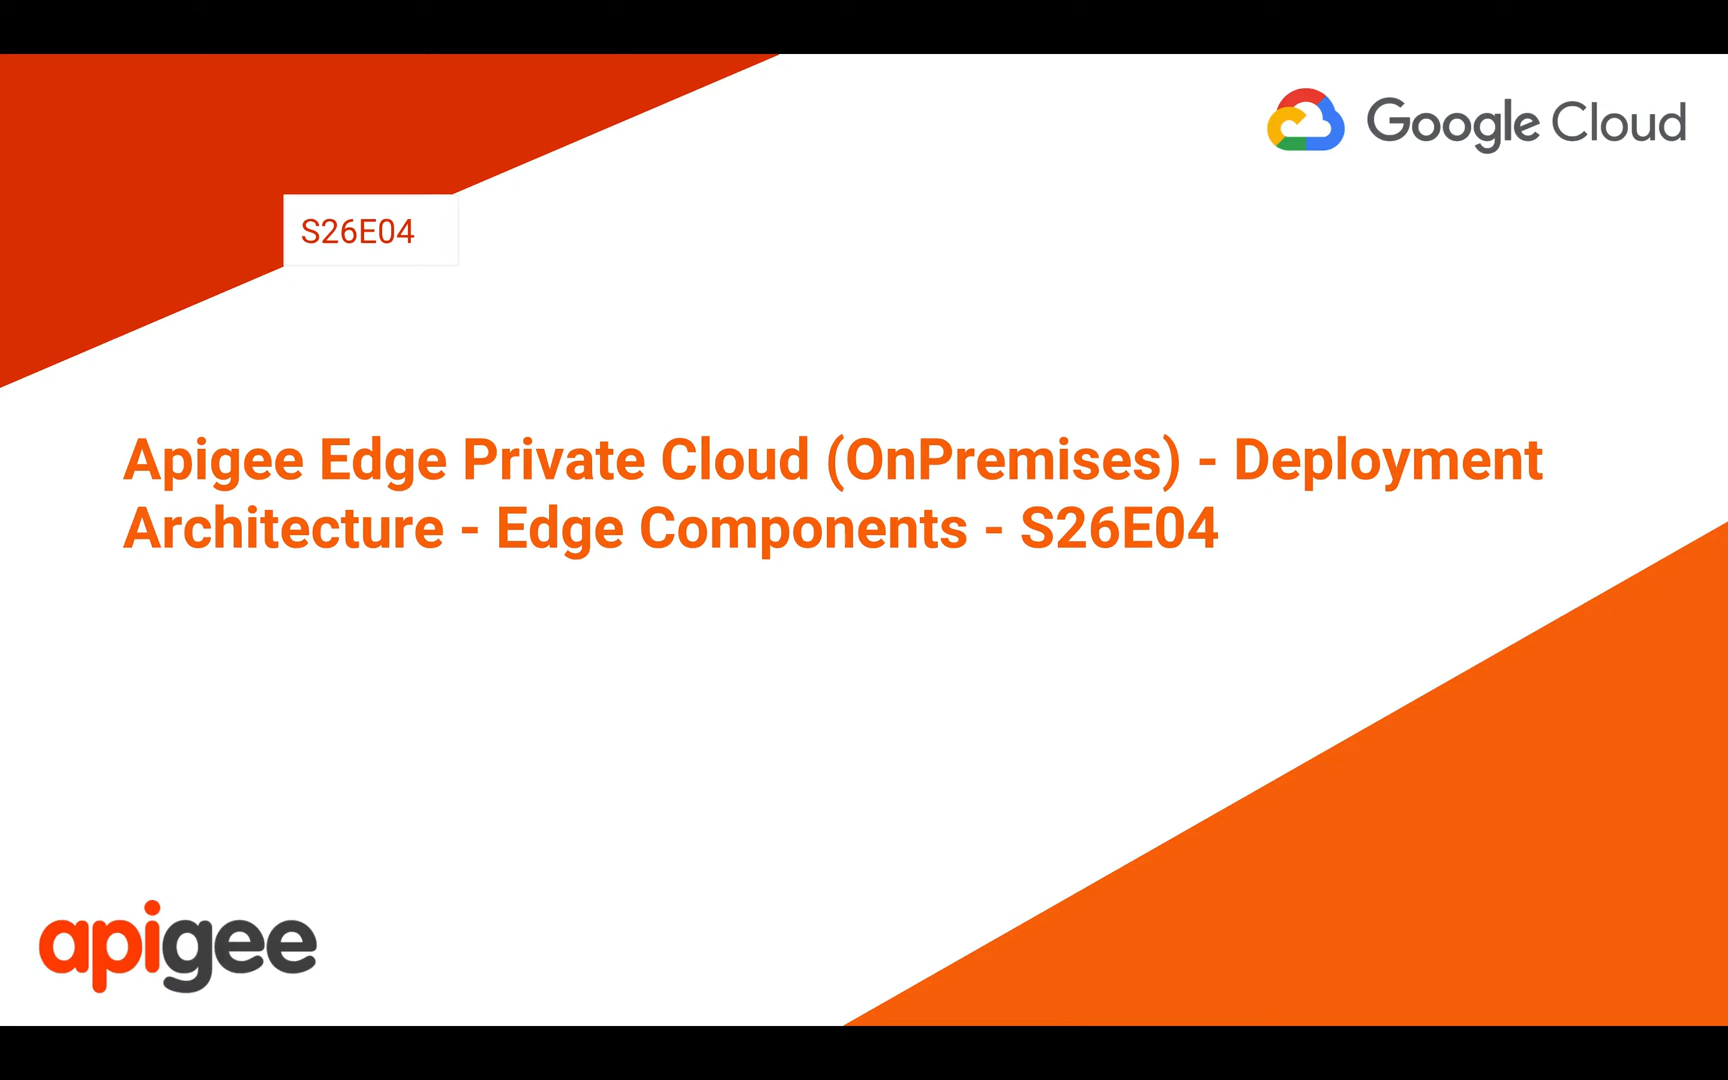 Google Cloud
S26E04
Apigee Edge Private Cloud (OnPremises) - Deployment
Architecture - Edge Components - S26E04
apigee